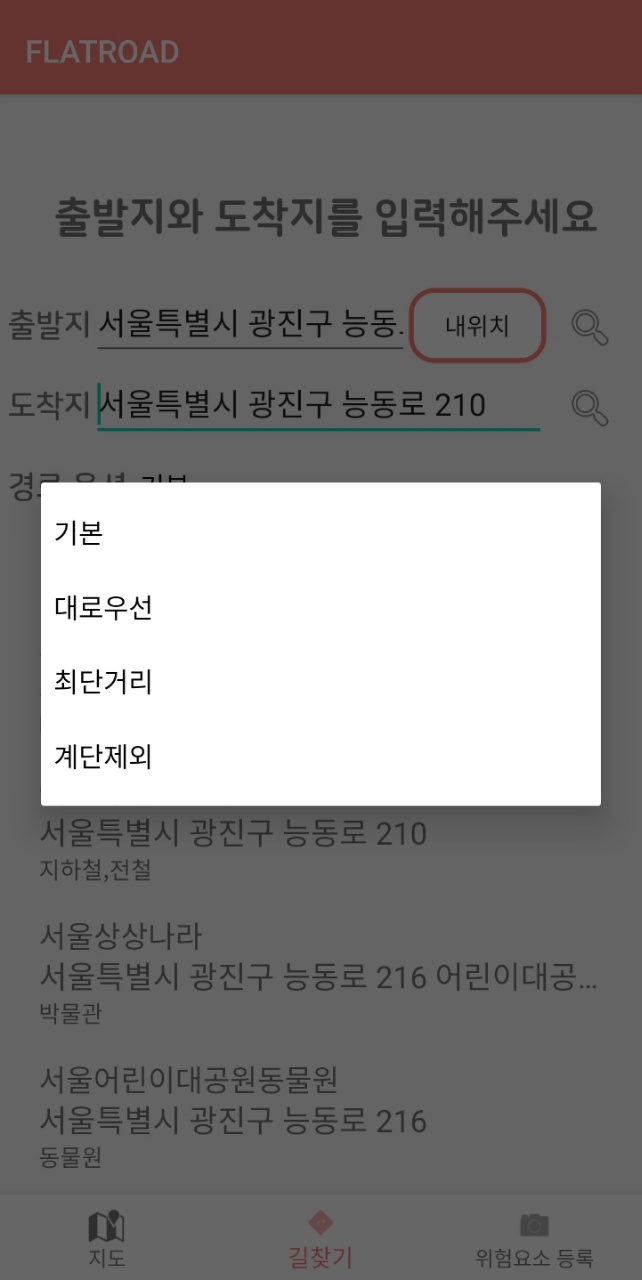 FLATROAD
출발지와 도착지를 입력해주세요
출발지 서울특별시 광진구 능동. 내위치
도착지 서울특별시 광진구 능동로 210
경로 옵션 기본
기본
대로우선
최단거리
계단제외
서울특별시 광진구 능동로 210
지하철,전철
서울상상나라
서울특별시 광진구 능동로 216 어린이대공...
박물관
서울어린이대공원동물원
서울특별시 광진구 능동로 216
동물원
지도 길찾기 위험요소 등록